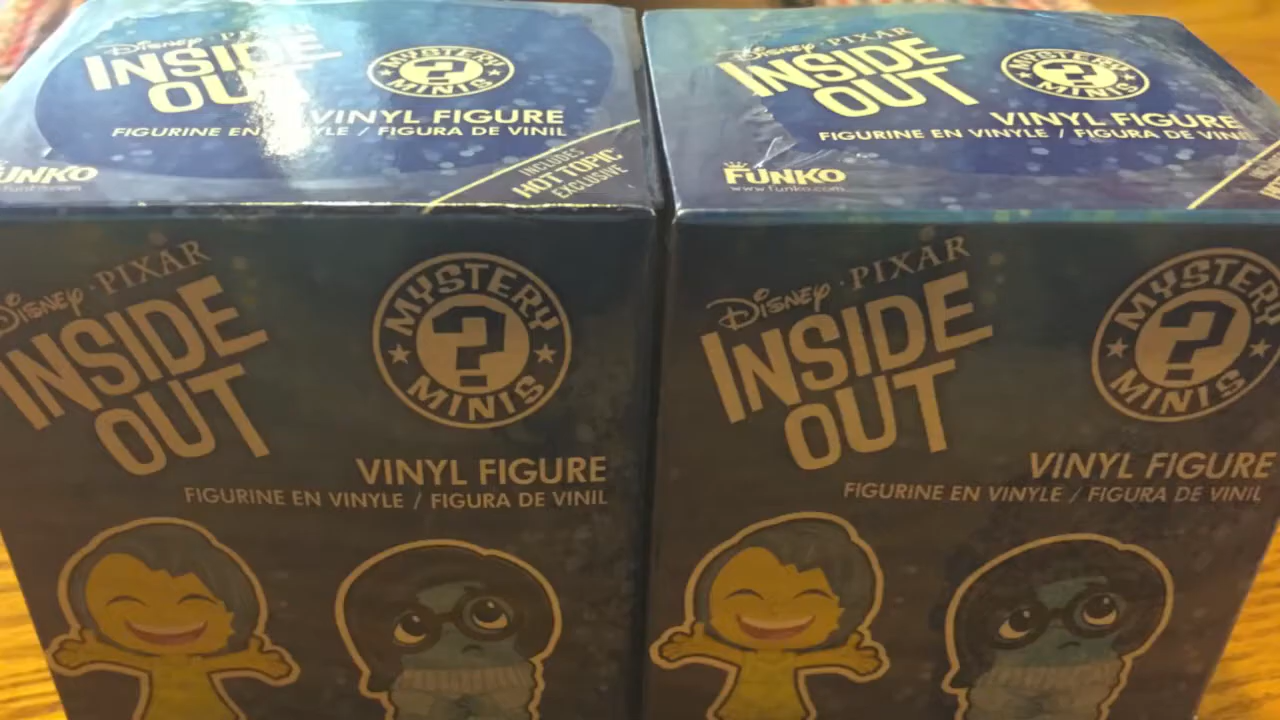 Disney · PIXAR
INSIDE
OUT
MYSTERY
?
MINIS
VINYL FIGURE
FIGURINE EN VINYLE / FIGURA DE VINIL
FUNKO
INCLUDES
HOT TOPIC
EXCLUSIVE
Disney · PIXAR
INSIDE
OUT
MYSTERY
?
MINIS
VINYL FIGURE
FIGURINE EN VINYLE / FIGURA DE VINIL
FUNKO
www.funko.com
Disney · PIXAR
INSIDE
OUT
MYSTERY
?
MINIS
VINYL FIGURE
FIGURINE EN VINYLE / FIGURA DE VINIL
Disney · PIXAR
INSIDE
OUT
MYSTERY
?
MINIS
VINYL FIGURE
FIGURINE EN VINYLE / FIGURA DE VINIL